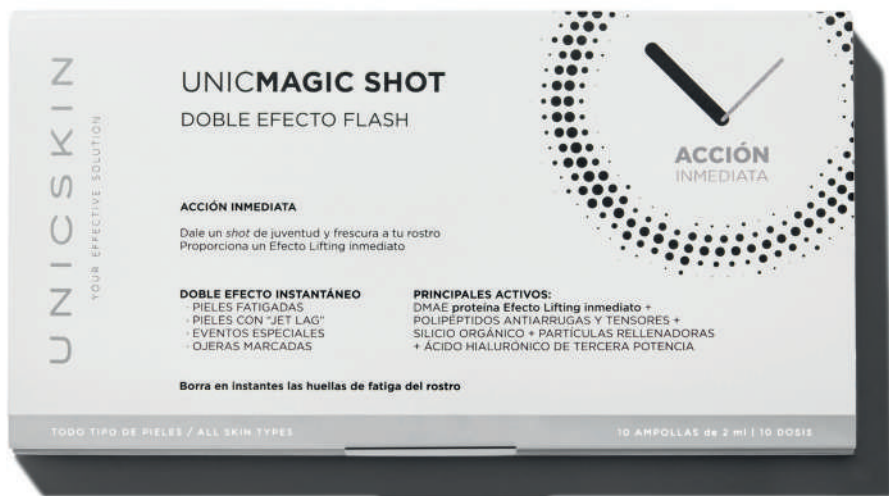 UNICSKIN
YOUR EFFECTIVE SOLUTION
UNICMAGIC SHOT
DOBLE EFECTO FLASH
ACCIÓN
INMEDIATA
ACCIÓN INMEDIATA
Dale un shot de juventud y frescura a tu rostro
Proporciona un Efecto Lifting inmediato
DOBLE EFECTO INSTANTÁNEO
· PIELES FATIGADAS
· PIELES CON "JET LAG"
· EVENTOS ESPECIALES
· OJERAS MARCADAS
PRINCIPALES ACTIVOS:
DMAE proteína Efecto Lifting inmediato +
POLIPÉPTIDOS ANTIARRUGAS Y TENSORES +
SILICIO ORGÁNICO + PARTÍCULAS RELLENADORAS
+ ÁCIDO HIALURÓNICO DE TERCERA POTENCIA
Borra en instantes las huellas de fatiga del rostro
TODO TIPO DE PIELES / ALL SKIN TYPES
10 AMPOLLAS de 2 ml | 10 DOSIS